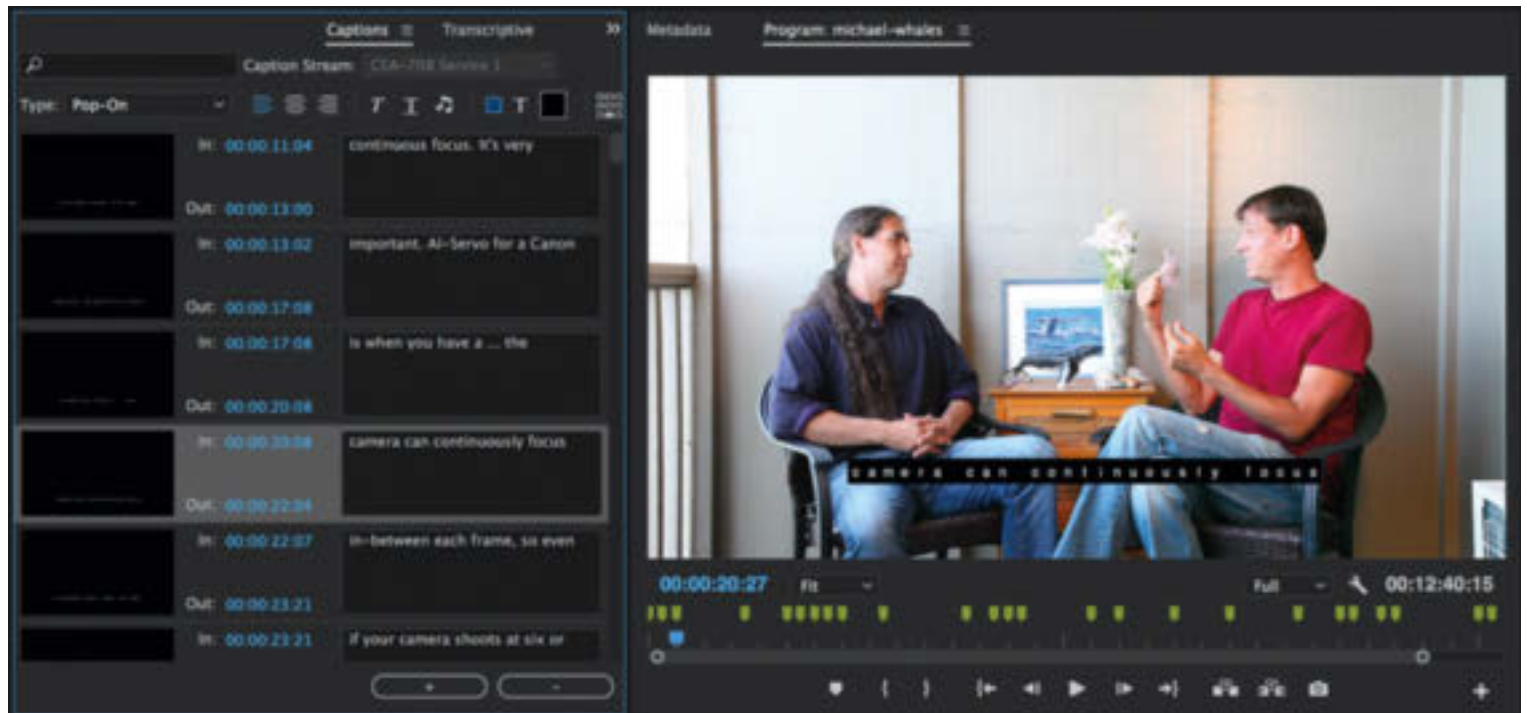 Captions
Transcriptive
Caption Stream: CEA-708 Service 1
Type: Pop-On
In: 00:00:11:04
continuous focus. It's very
Out: 00:00:13:00
In: 00:00:13:02
important. AI-Servo for a Canon
Out: 00:00:17:08
In: 00:00:17:08
is when you have a ... the
Out: 00:00:20:08
In: 00:00:20:08
camera can continuously focus
Out: 00:00:22:04
In: 00:00:22:07
in-between each frame, so even
Out: 00:00:23:21
In: 00:00:23:21
if your camera shoots at six or
Metadata
Program: michael-whales
camera can continuously focus
00:00:20:27
Fit
Full
00:12:40:15